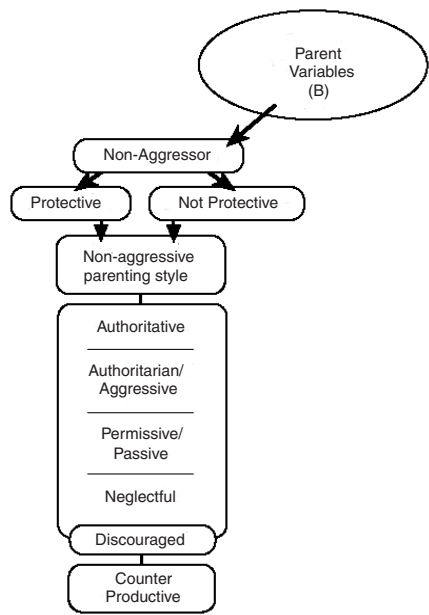 Parent
Variables
(B)
Non-Aggressor
Protective
Not Protective
Non-aggressive
parenting style
Authoritative
Authoritarian/
Aggressive
Permissive/
Passive
Neglectful
Discouraged
Counter
Productive